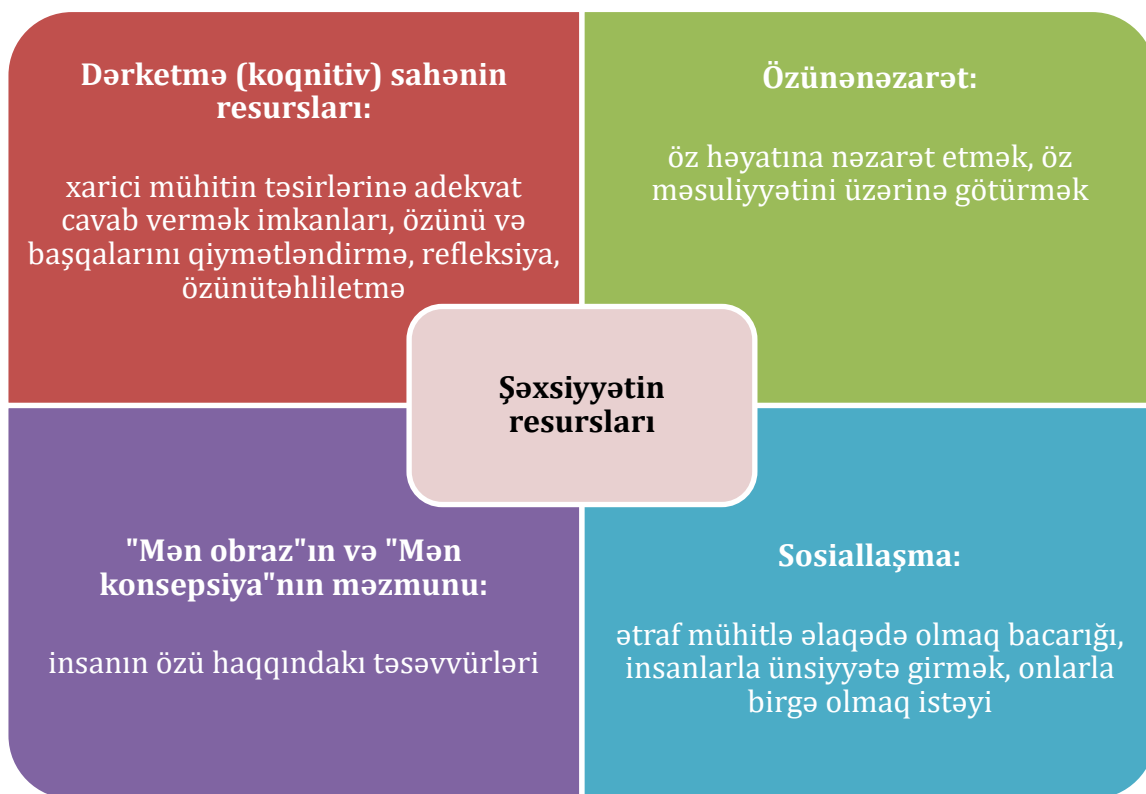 Dərketmə (koqnitiv) sahənin
resursları:
xarici mühitin təsirlərinə adekvat
cavab vermək imkanları, özünü və
başqalarını qiymətləndirmə, refleksiya,
özünütəhliletmə
Özünənəzarət:
öz həyatına nəzarət etmək, öz
məsuliyyətini üzərinə götürmək
Şəxsiyyətin
resursları
"Mən obraz"ın və "Mən
konsepsiya"nın məzmunu:
insanın özü haqqındakı təsəvvürləri
Sosiallaşma:
ətraf mühitlə əlaqədə olmaq bacarığı,
insanlarla ünsiyyətə girmək, onlarla
birgə olmaq istəyi